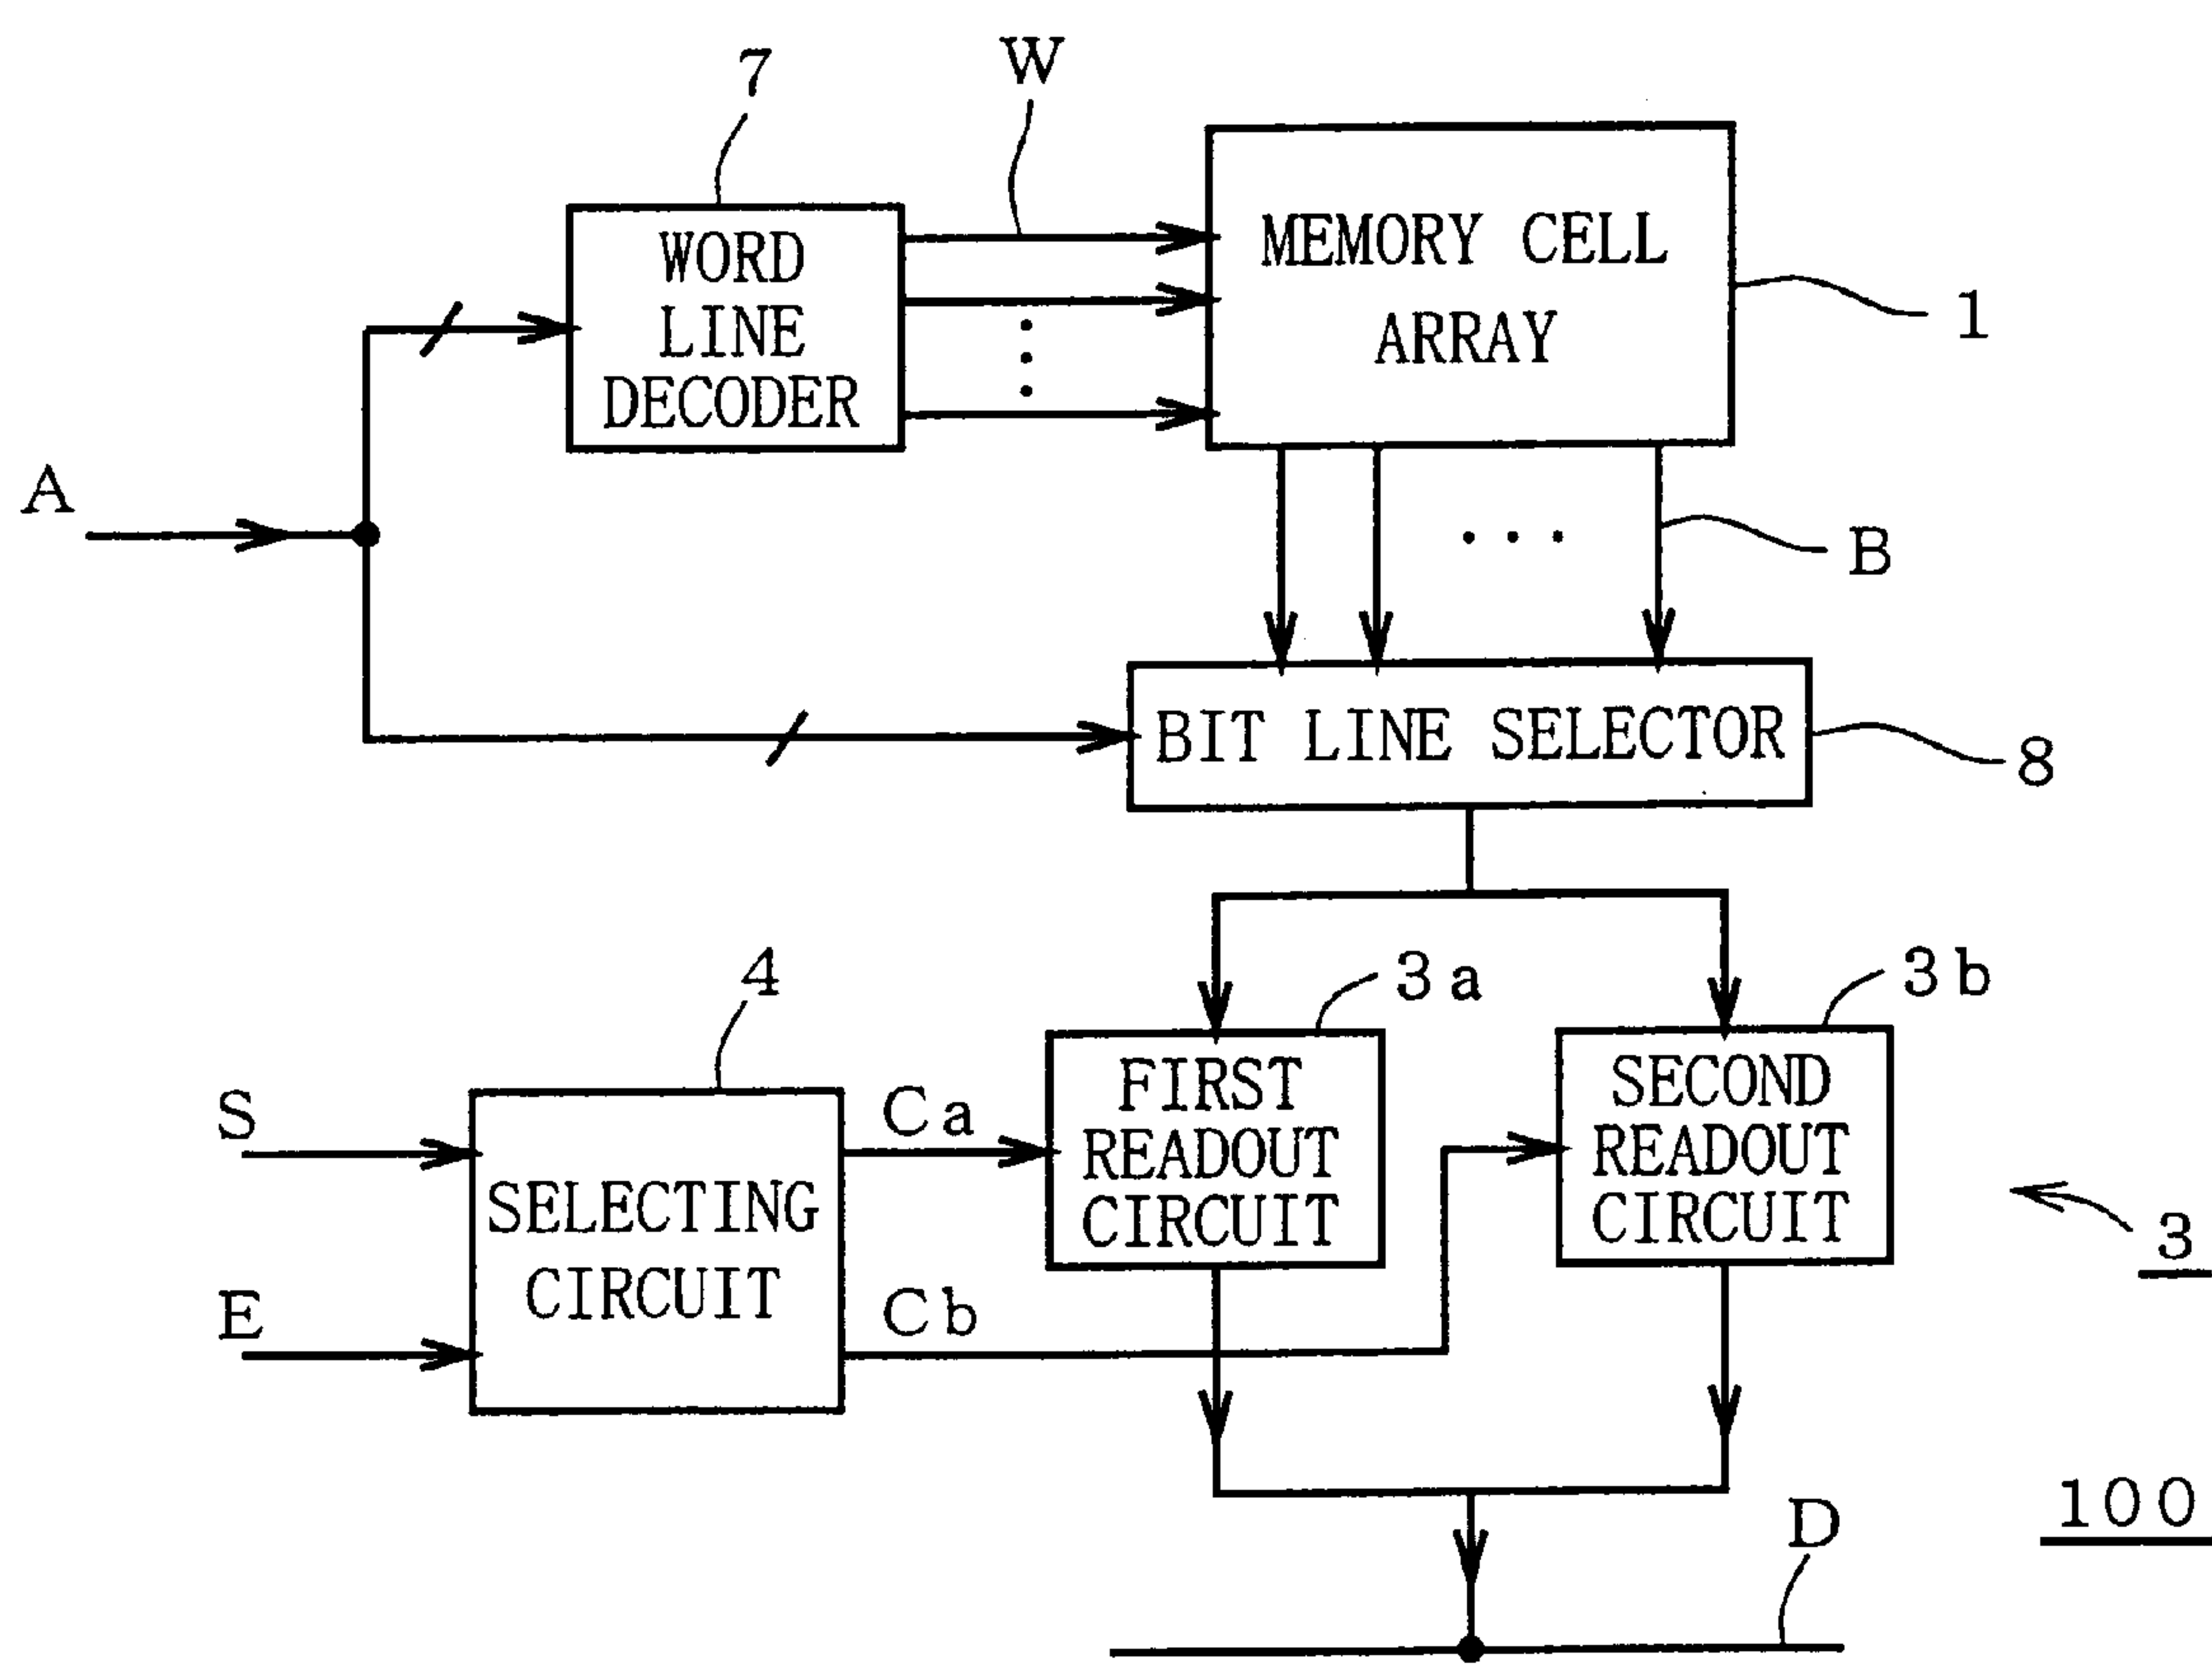 7
W
WORD
LINE
DECODER
MEMORY CELL
ARRAY
1
A
B
BIT LINE SELECTOR
8
4
3a
3b
S
E
SELECTING
CIRCUIT
Ca
Cb
FIRST
READOUT
CIRCUIT
SECOND
READOUT
CIRCUIT
3
D
100